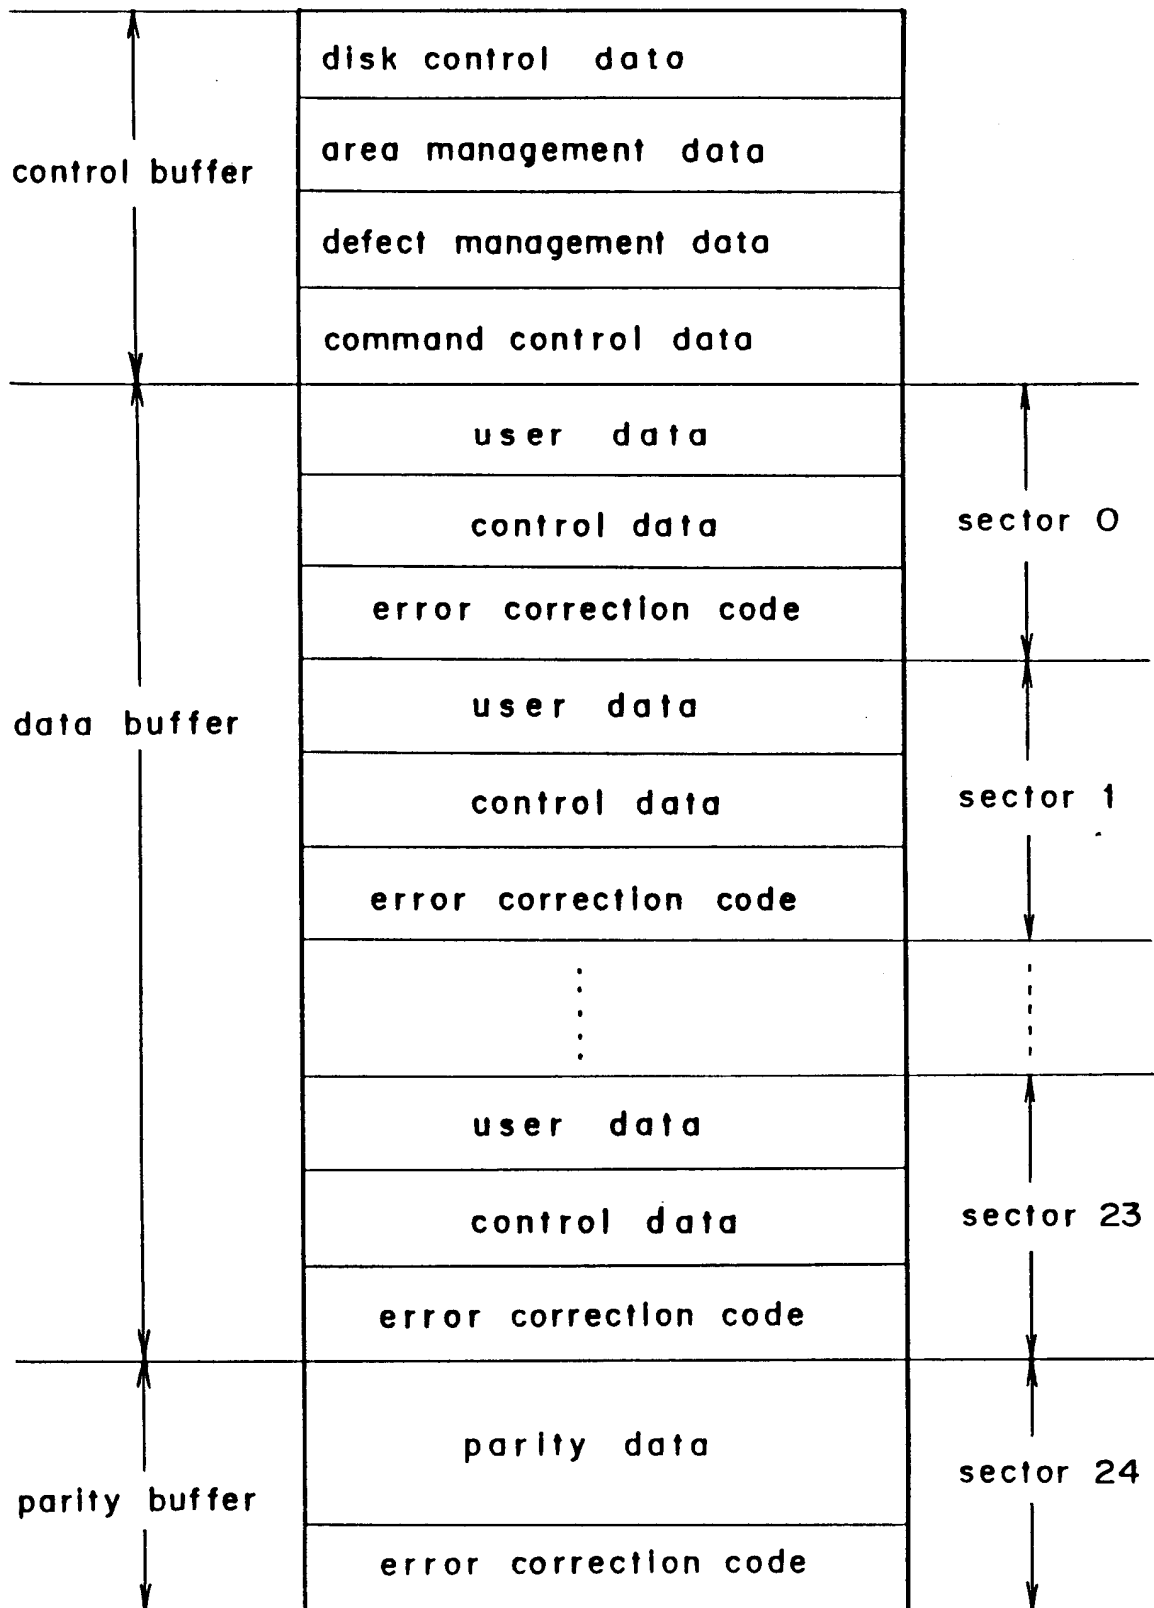 disk control data
area management data
control buffer
defect management data
command control data
user data
control data
sector 0
error correction code
user data
data buffer
control data
sector 1
error correction code
user data
control data
sector 23
error correction code
parity data
sector 24
parity buffer
error correction code